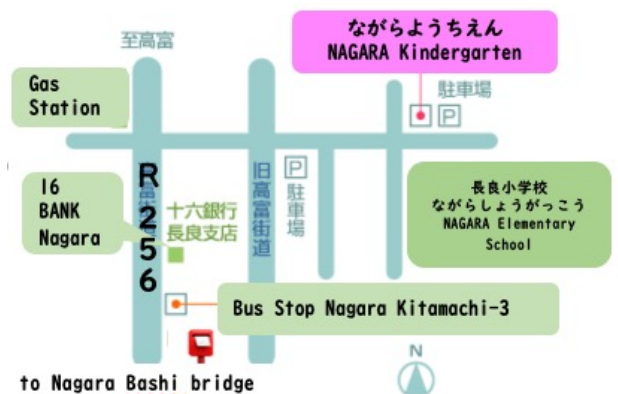 至高富
ながらようちえん
NAGARA Kindergarten
Gas
Station
駐車場
P
R256
16
BANK
Nagara
十六銀行
長良支店
旧高富街道
P
駐車場
長良小学校
ながらしょうがっこう
NAGARA Elementary
School
Bus Stop Nagara Kitamachi-3
N
to Nagara Bashi bridge